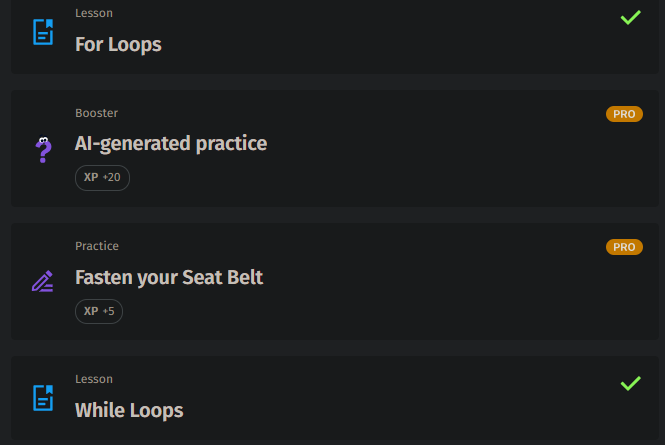 Lesson
For Loops
Booster
PRO
AI-generated practice
XP +20
Practice
PRO
Fasten your Seat Belt
XP +5
Lesson
While Loops